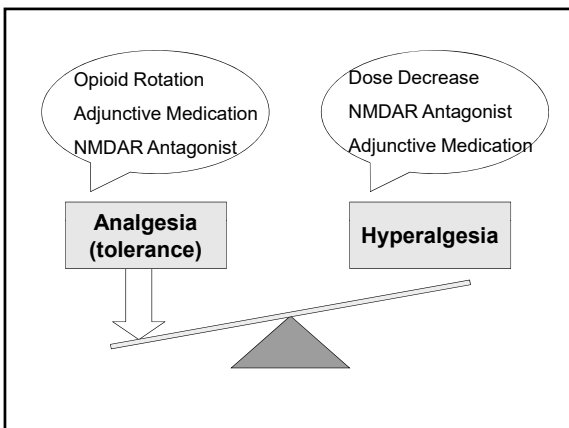 Opioid Rotation
Adjunctive Medication
NMDAR Antagonist
Dose Decrease
NMDAR Antagonist
Adjunctive Medication
Analgesia
(tolerance)
Hyperalgesia